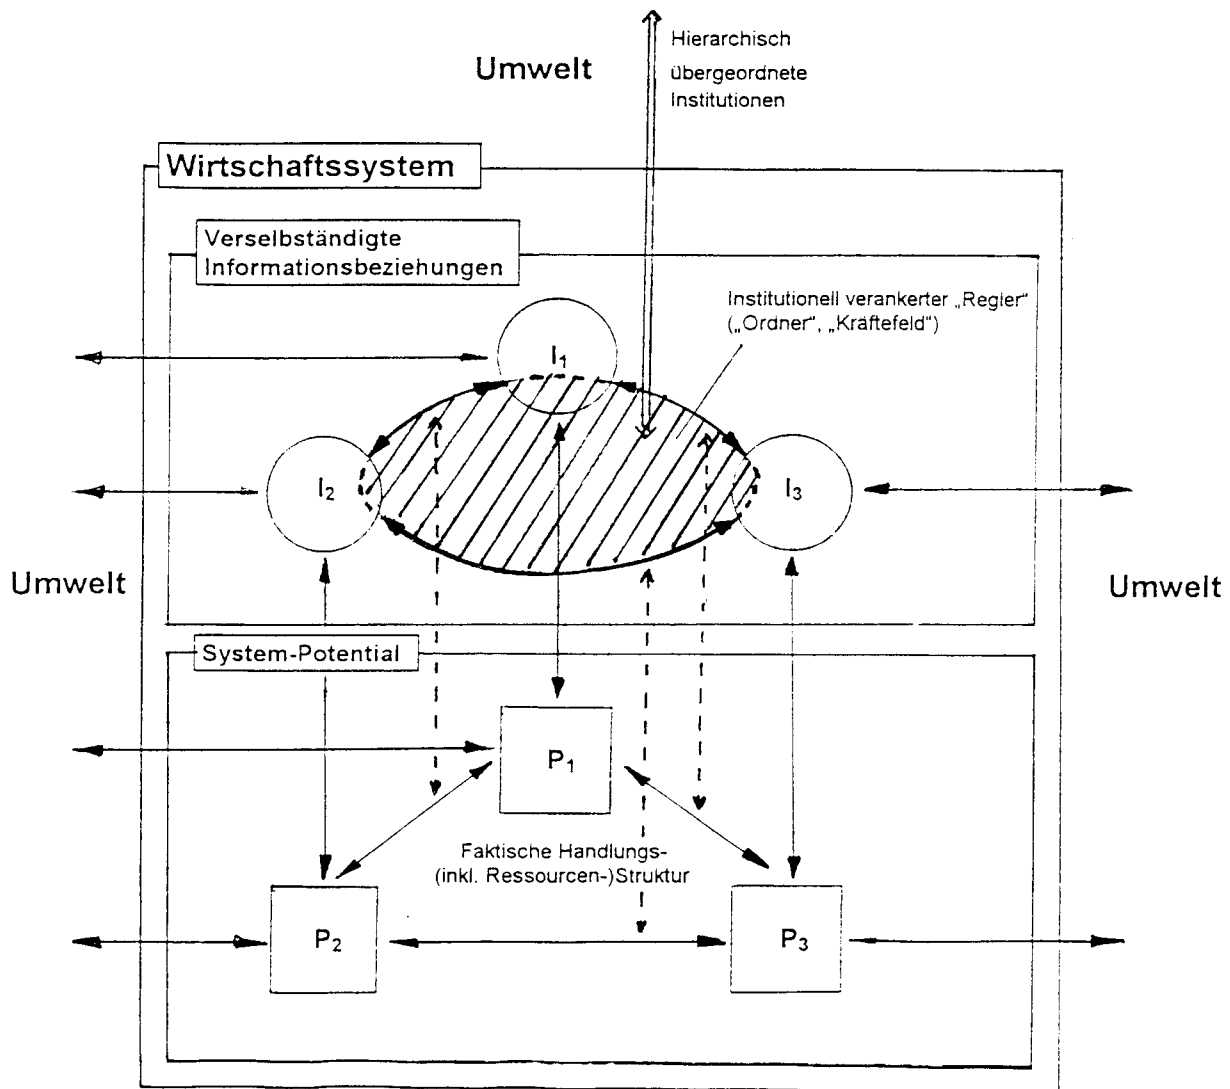 Umwelt
Hierarchisch
übergeordnete
Institutionen
Wirtschaftssystem
Verselbständigte
Informationsbeziehungen
Institutionell verankerter „Regler“
(„Ordner“, „Kräftefeld“)
I₁
I₂
I₃
Umwelt
Umwelt
System-Potential
P₁
Faktische Handlungs-
(inkl. Ressourcen-)Struktur
P₂
P₃